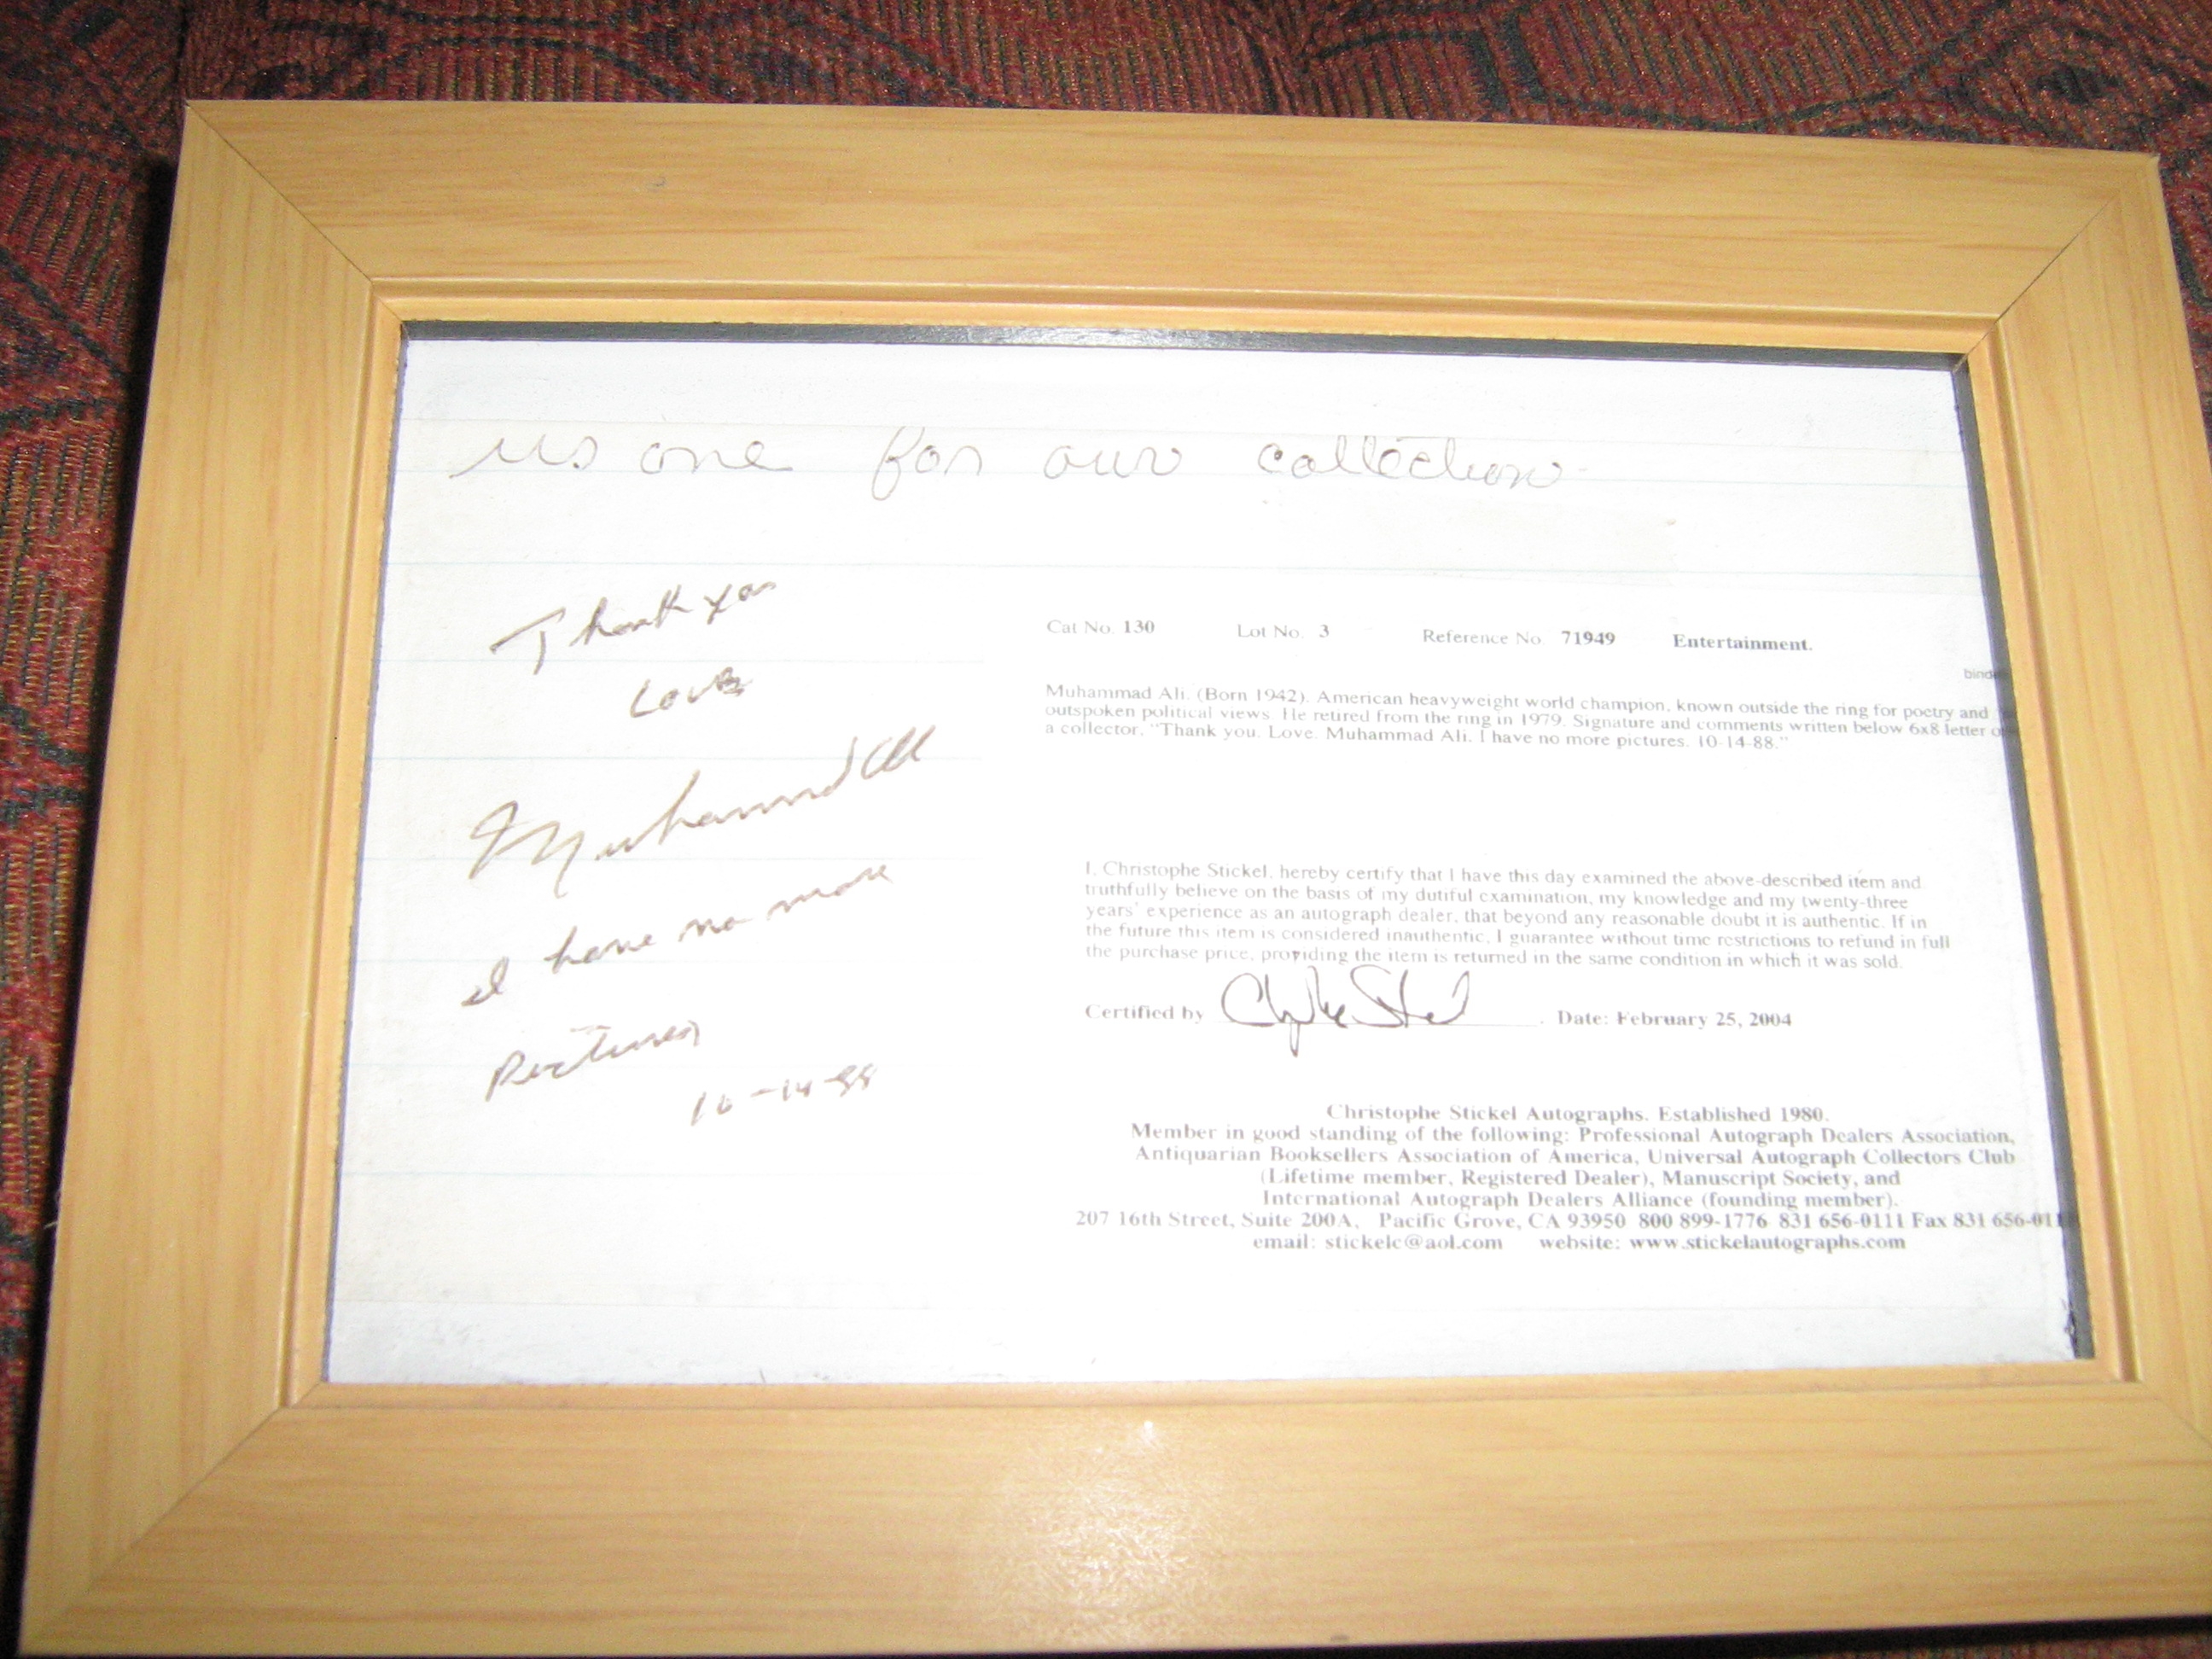 us one for our collection
Thank you
Love
Muhammad Ali
I have no more
Pictures
10-14-88
Cat No. 130 Lot No. 3 Reference No 71949 Entertainment.
Muhammad Ali. (Born 1942). American heavyweight world champion, known outside the ring for poetry and
outspoken political views. He retired from the ring in 1979. Signature and comments written below 6x8 letter
a collector. "Thank you. Love. Muhammad Ali. I have no more pictures. 10-14-88."
I, Christophe Stickel, hereby certify that I have this day examined the above-described item and
truthfully believe on the basis of my dutiful examination, my knowledge and my twenty-three
years' experience as an autograph dealer, that beyond any reasonable doubt it is authentic. If in
the future this item is considered inauthentic, I guarantee without time restrictions to refund in full
the purchase price, providing the item is returned in the same condition in which it was sold.
Certified by Christophe Stickel. Date: February 25, 2004
Christophe Stickel Autographs. Established 1980.
Member in good standing of the following: Professional Autograph Dealers Association,
Antiquarian Booksellers Association of America, Universal Autograph Collectors Club
(Lifetime member, Registered Dealer), Manuscript Society, and
International Autograph Dealers Alliance (founding member).
207 16th Street, Suite 200A, Pacific Grove, CA 93950 800 899-1776 831 656-0111 Fax 831 656-011
email: stickelc@aol.com website: www.stickelautographs.com